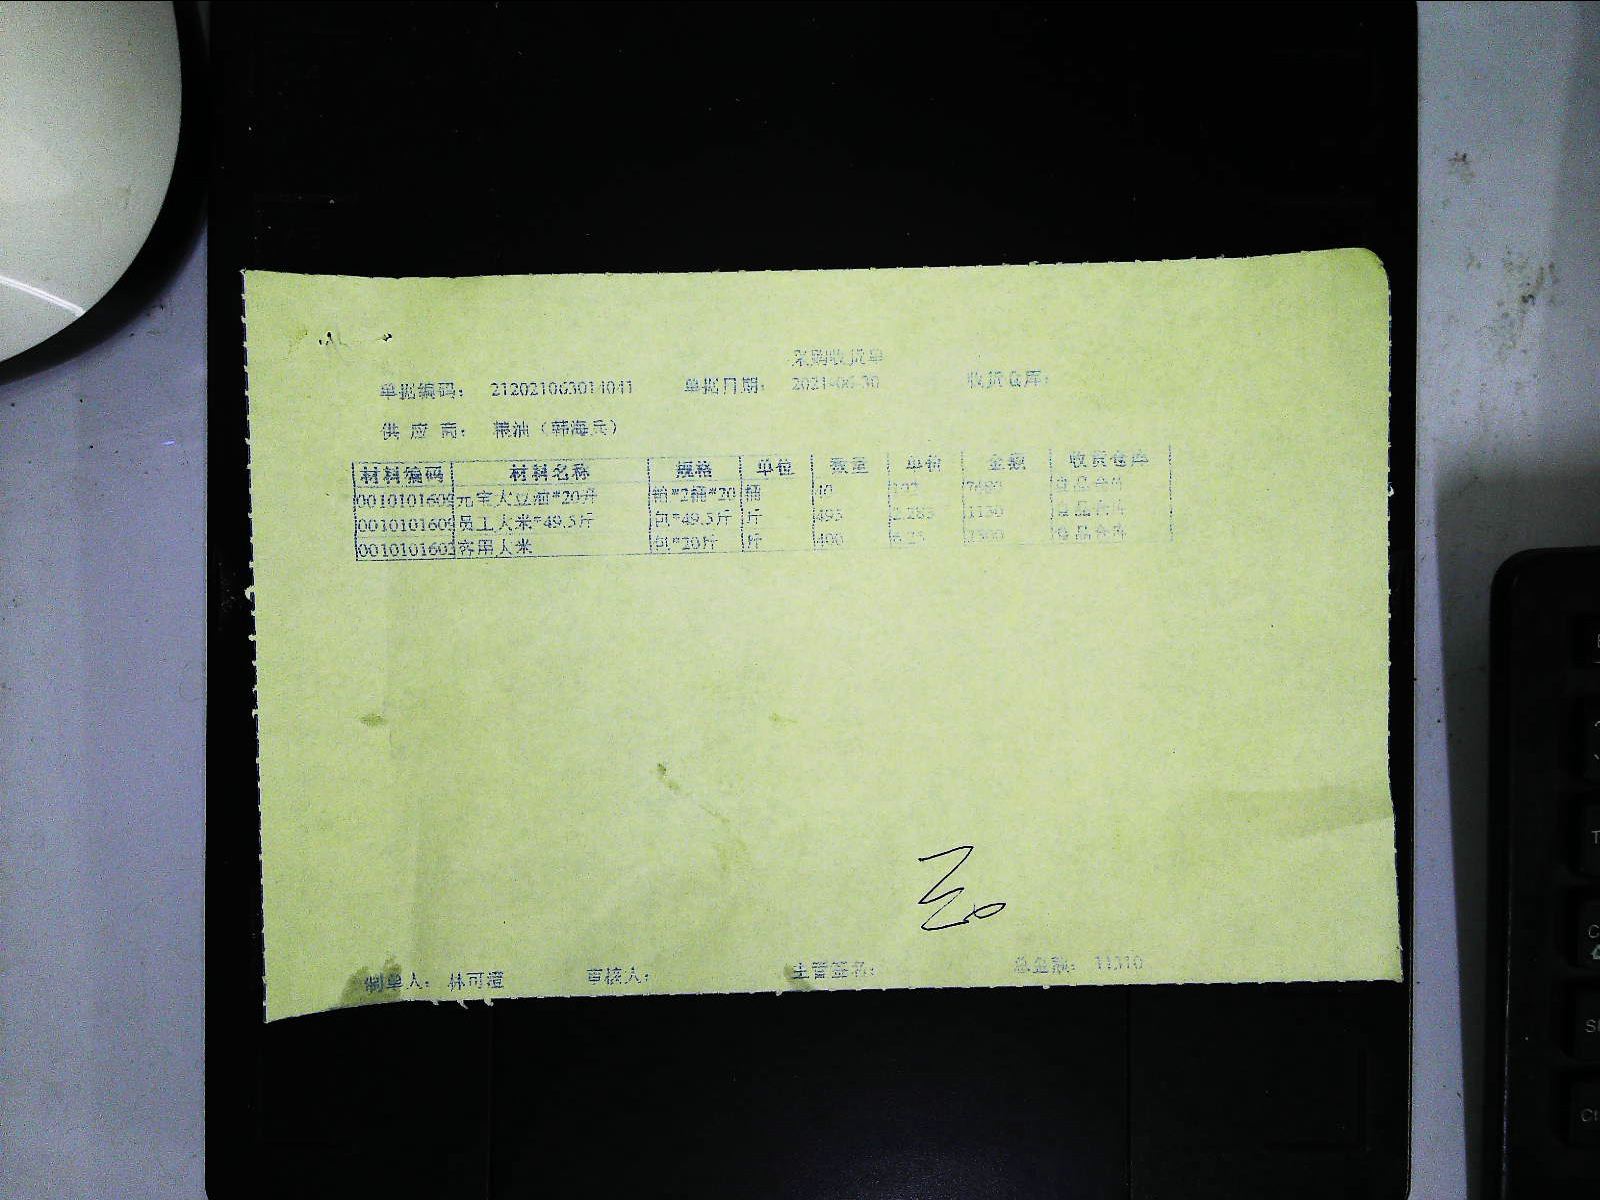 采购收货单
单据编码： 212021063014041 单据日期： 2021-06-30 收货仓库：
供 应 商： 粮油（韩海兵）
材料编码 材料名称 规格 单位 数量 单价 金额 收货仓库
0010101609 元宝大豆油*20升 箱*2桶*20 桶 40 192 7680 食品仓库
0010101609 员工大米*49.5斤 包*49.5斤 斤 495 2.283 1130 食品仓库
001010160 客用大米 包*20斤 斤 400 6.25 2500 食品仓库
制单人： 林可澄 审核人： 主管签名： 总金额： 11310